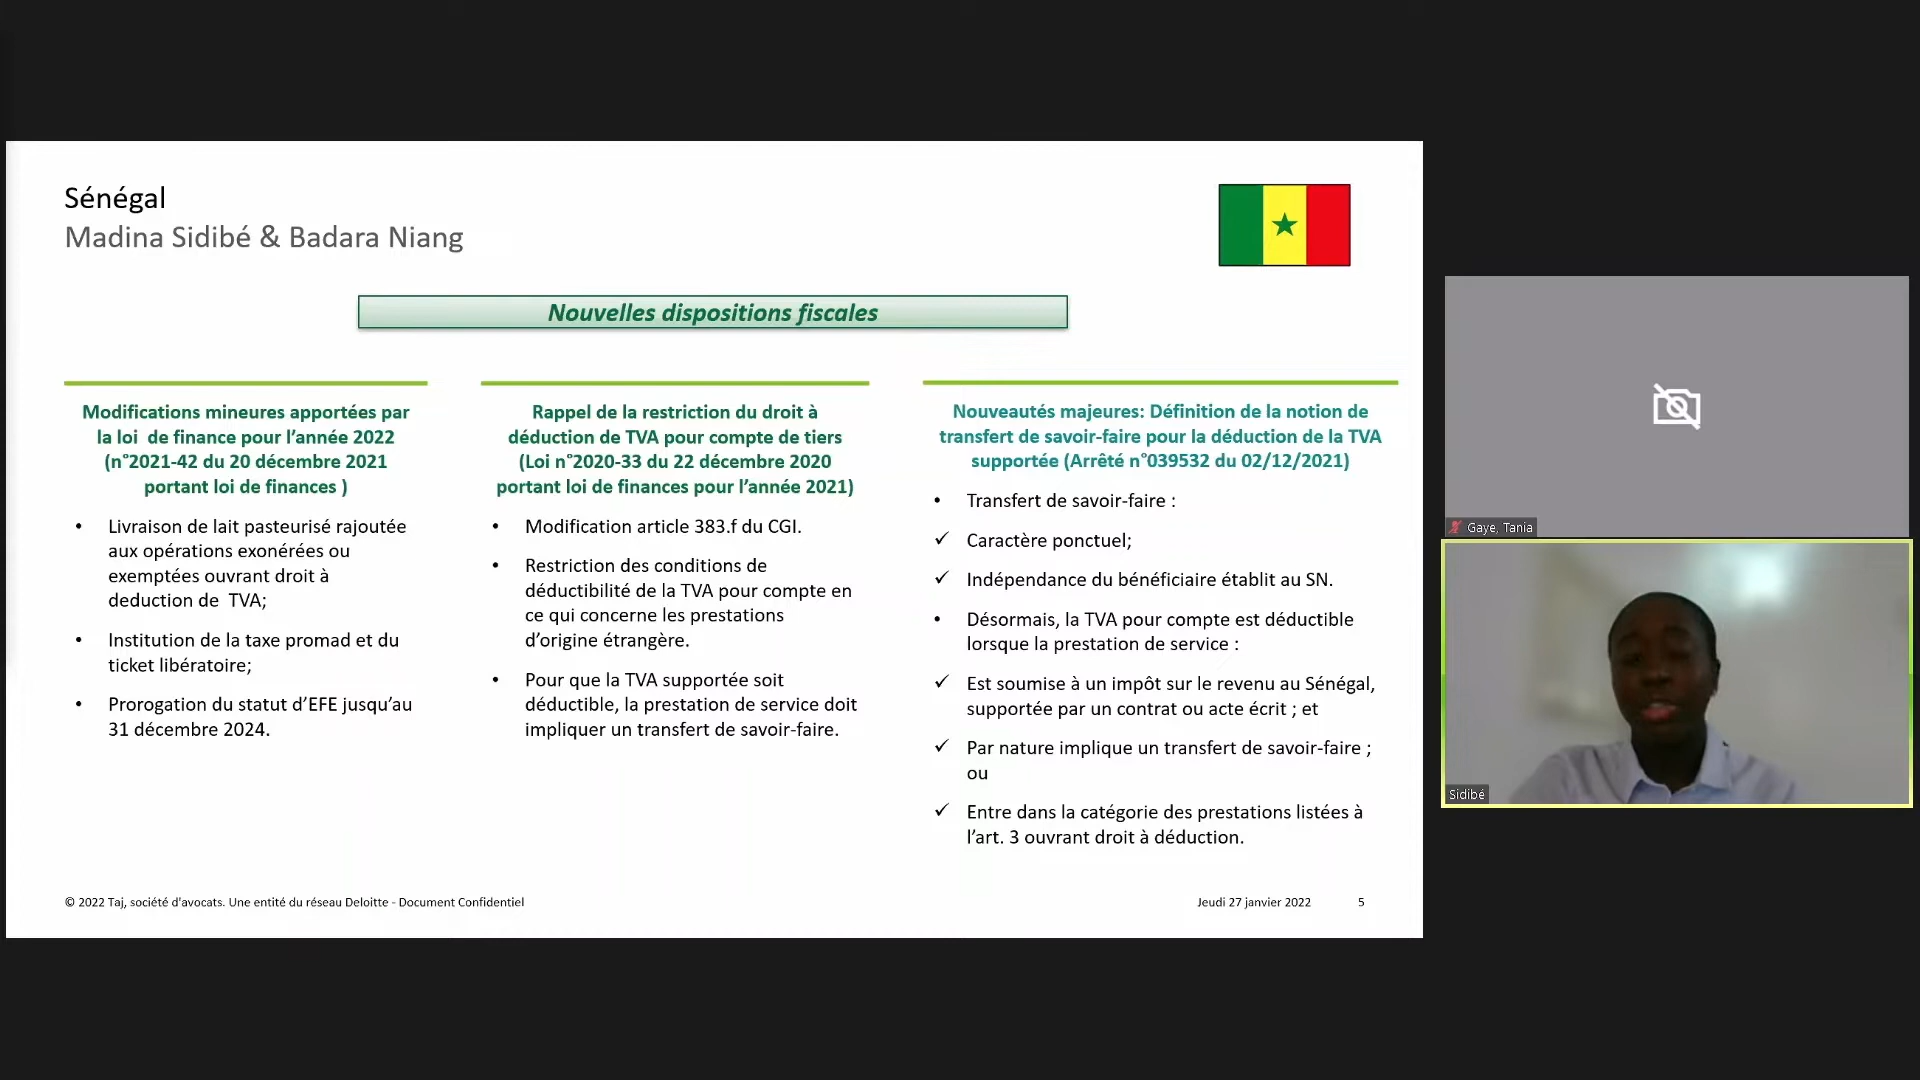 Sénégal
Madina Sidibé & Badara Niang
Nouvelles dispositions fiscales
Modifications mineures apportées par
la loi de finance pour l’année 2022
(n°2021-42 du 20 décembre 2021
portant loi de finances )
• Livraison de lait pasteurisé rajoutée
aux opérations exonérées ou
exemptées ouvrant droit à
deduction de TVA;
• Institution de la taxe promad et du
ticket libératoire;
• Prorogation du statut d’EFE jusqu’au
31 décembre 2024.
Rappel de la restriction du droit à
déduction de TVA pour compte de tiers
(Loi n°2020-33 du 22 décembre 2020
portant loi de finances pour l’année 2021)
• Modification article 383.f du CGI.
• Restriction des conditions de
déductibilité de la TVA pour compte en
ce qui concerne les prestations
d’origine étrangère.
• Pour que la TVA supportée soit
déductible, la prestation de service doit
impliquer un transfert de savoir-faire.
Nouveautés majeures: Définition de la notion de
transfert de savoir-faire pour la déduction de la TVA
supportée (Arrêté n°039532 du 02/12/2021)
• Transfert de savoir-faire :
✓ Caractère ponctuel;
✓ Indépendance du bénéficiaire établit au SN.
• Désormais, la TVA pour compte est déductible
lorsque la prestation de service :
✓ Est soumise à un impôt sur le revenu au Sénégal,
supportée par un contrat ou acte écrit ; et
✓ Par nature implique un transfert de savoir-faire ;
ou
✓ Entre dans la catégorie des prestations listées à
l’art. 3 ouvrant droit à déduction.
© 2022 Taj, société d'avocats. Une entité du réseau Deloitte - Document Confidentiel
Jeudi 27 janvier 2022
5
Gaye, Tania
Sidibé